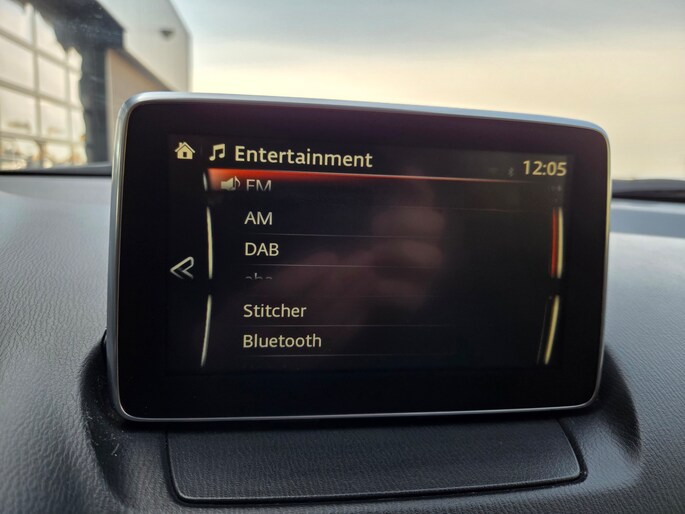 Entertainment
12:05
FM
AM
DAB
Stitcher
Bluetooth